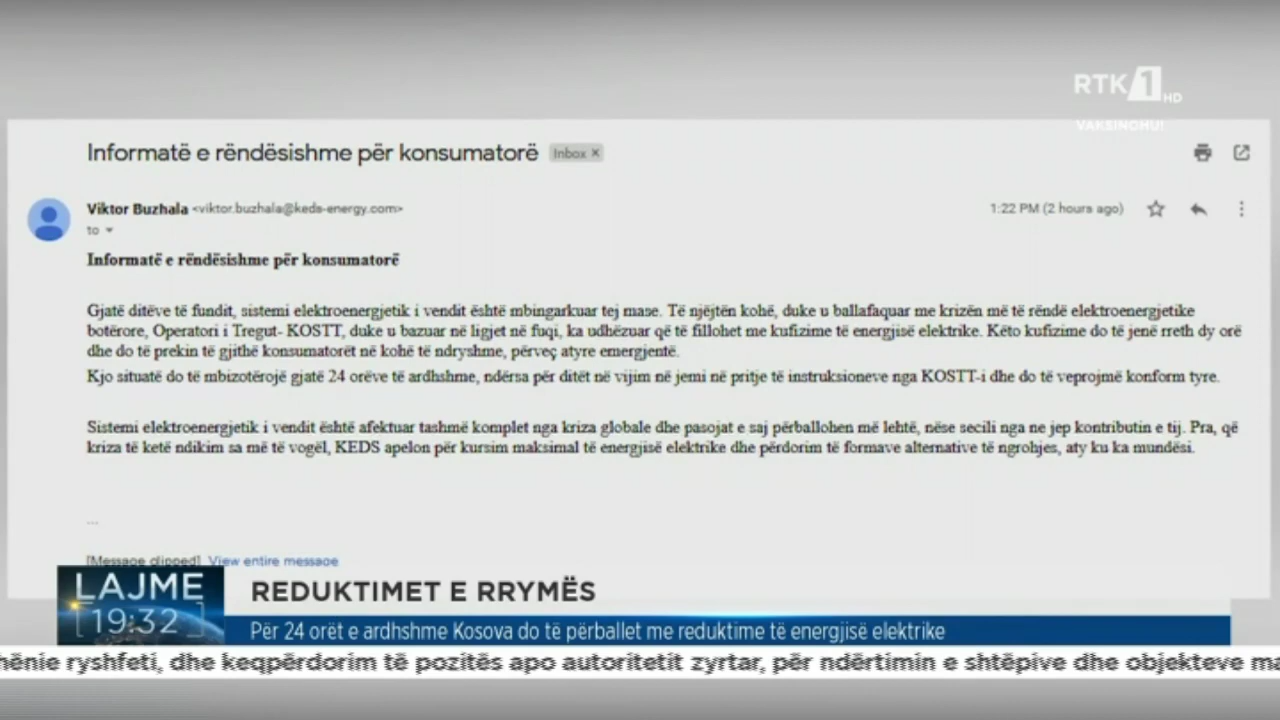 RTK 1 HD
VAKSINOHU!
Informatë e rëndësishme për konsumatorë Inbox ×
Viktor Buzhala <viktor.buzhala@keds-energy.com> 1:22 PM (2 hours ago)
to
Informatë e rëndësishme për konsumatorë
Gjatë ditëve të fundit, sistemi elektroenergjetik i vendit është mbingarkuar tej mase. Të njëjtën kohë, duke u ballafaquar me krizën më të rëndë elektroenergjetike
botërore, Operatori i Tregut- KOSTT, duke u bazuar në ligjet në fuqi, ka udhëzuar që të fillohet me kufizime të energjisë elektrike. Këto kufizime do të jenë rreth dy orë
dhe do të prekin të gjithë konsumatorët në kohë të ndryshme, përveç atyre emergjentë.
Kjo situatë do të mbizotërojë gjatë 24 orëve të ardhshme, ndërsa për ditët në vijim në jemi në pritje të instruksioneve nga KOSTT-i dhe do të veprojmë konform tyre.
Sistemi elektroenergjetik i vendit është afektuar tashmë komplet nga kriza globale dhe pasojat e saj përballohen më lehtë, nëse secili nga ne jep kontributin e tij. Pra, që
kriza të ketë ndikim sa më të vogël, KEDS apelon për kursim maksimal të energjisë elektrike dhe përdorim të formave alternative të ngrohjes, aty ku ka mundësi.
...
[Message clipped] View entire message
LAJME
19:32
REDUKTIMET E RRYMËS
Për 24 orët e ardhshme Kosova do të përballet me reduktime të energjisë elektrike
hënie ryshfeti, dhe keqpërdorim të pozitës apo autoritetit zyrtar, për ndërtimin e shtëpive dhe objekteve ma